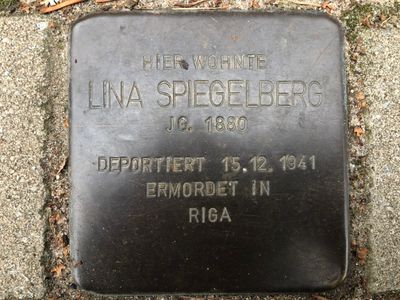 HIER WOHNTE
LINA SPIEGELBERG
JG. 1880
DEPORTIERT 15.12.1941
ERMORDET IN
RIGA